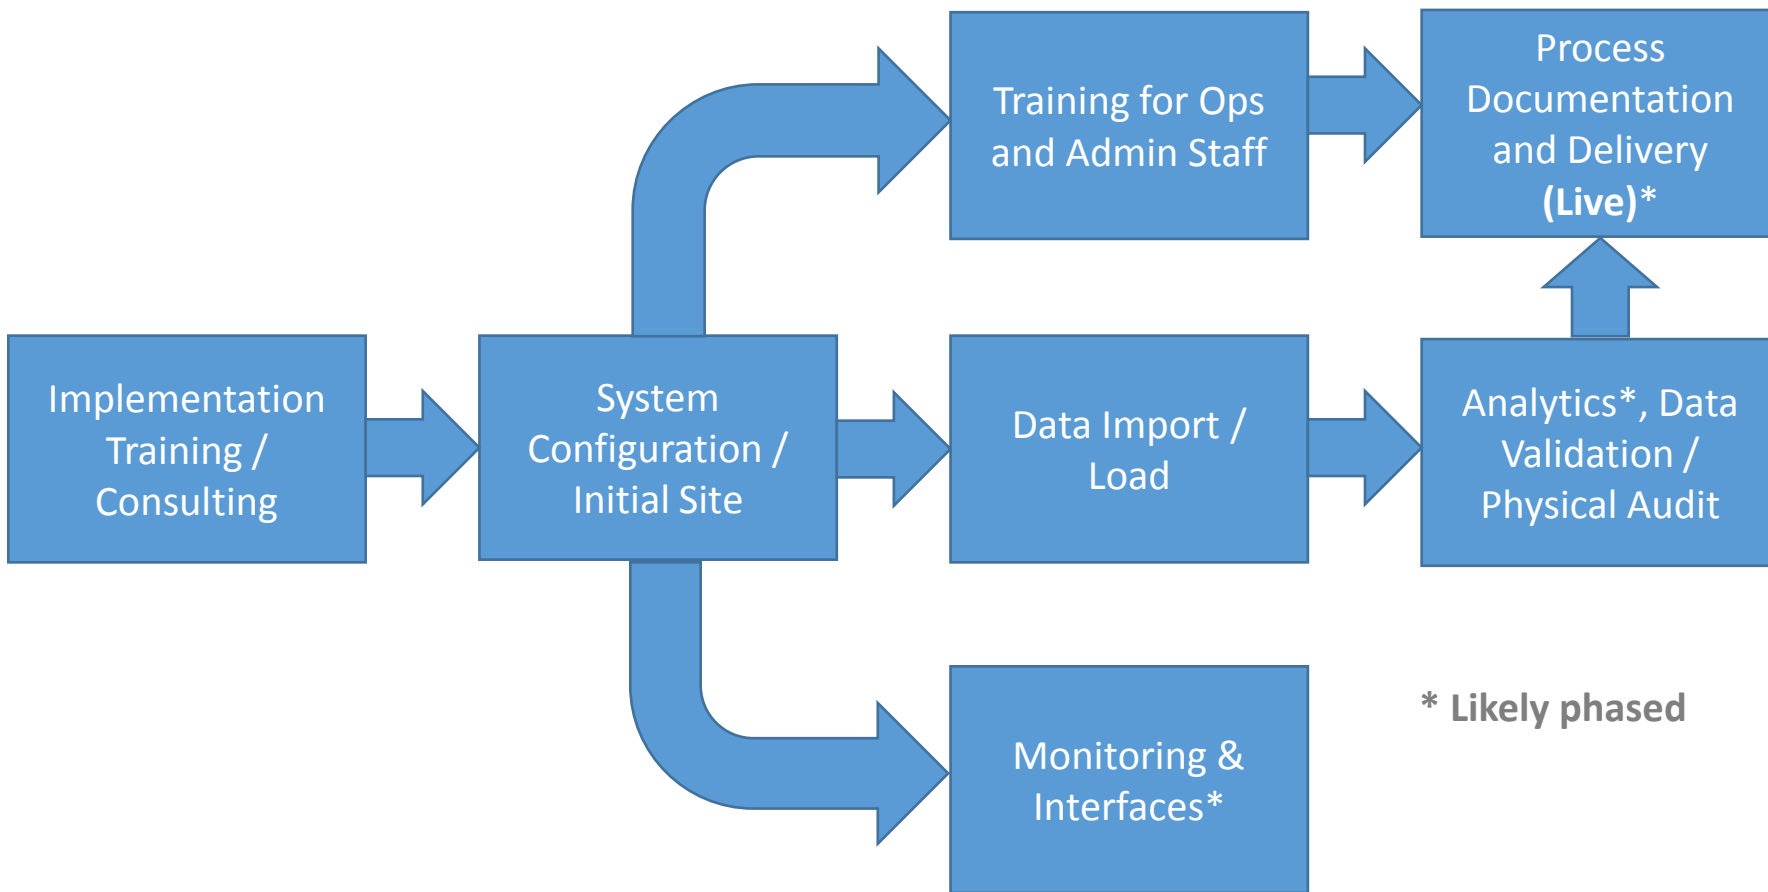 Training for Ops
and Admin Staff
Process
Documentation
and Delivery
(Live)*
Implementation
Training /
Consulting
System
Configuration /
Initial Site
Data Import /
Load
Analytics*, Data
Validation /
Physical Audit
Monitoring &
Interfaces*
* Likely phased